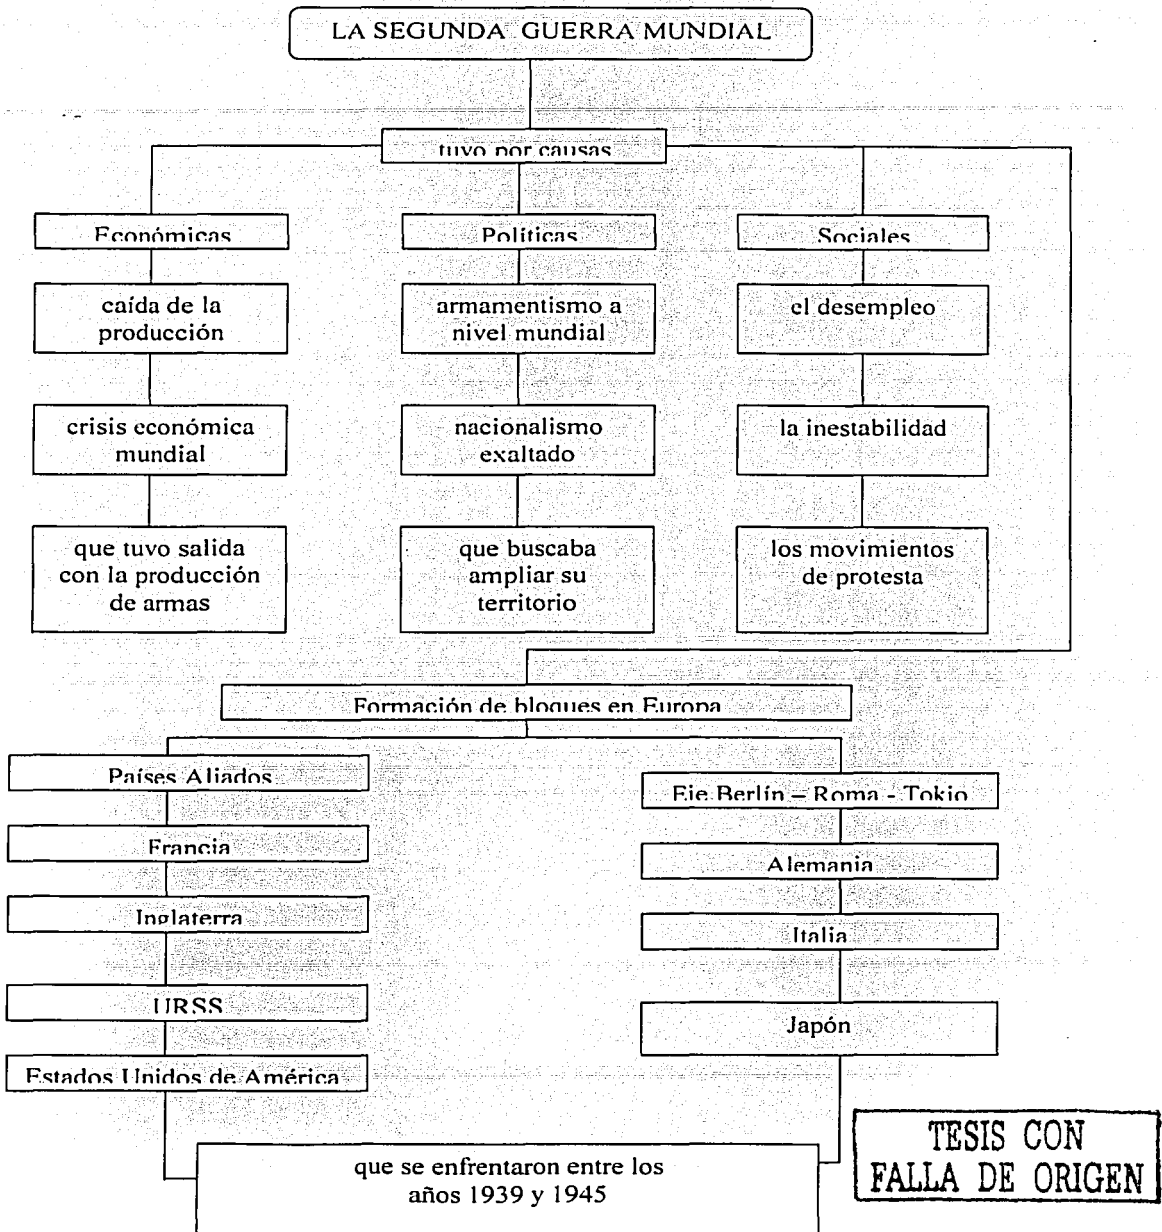 LA SEGUNDA GUERRA MUNDIAL
tuvo por causas
Económicas
Políticas
Sociales
caída de la
producción
armamentismo a
nivel mundial
el desempleo
crisis económica
mundial
nacionalismo
exaltado
la inestabilidad
que tuvo salida
con la producción
de armas
que buscaba
ampliar su
territorio
los movimientos
de protesta
Formación de bloques en Europa
Países Aliados
Francia
Inglaterra
URSS
Estados Unidos de América
Eje Berlín – Roma - Tokio
Alemania
Italia
Japón
que se enfrentaron entre los
años 1939 y 1945
TESIS CON
FALLA DE ORIGEN